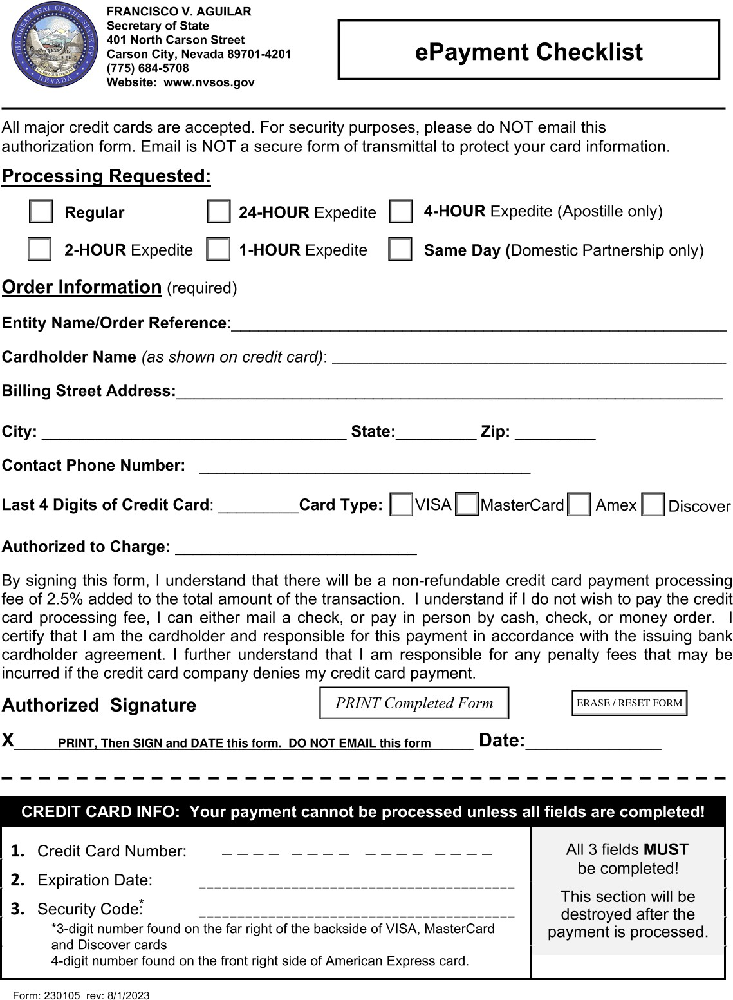 THE GREAT SEAL OF THE STATE OF NEVADA
ALL FOR OUR COUNTRY
FRANCISCO V. AGUILAR
Secretary of State
401 North Carson Street
Carson City, Nevada 89701-4201
(775) 684-5708
Website:  www.nvsos.gov
ePayment Checklist
All major credit cards are accepted. For security purposes, please do NOT email this
authorization form. Email is NOT a secure form of transmittal to protect your card information.
Processing Requested:
Regular 24-HOUR Expedite 4-HOUR Expedite (Apostille only)
2-HOUR Expedite 1-HOUR Expedite Same Day (Domestic Partnership only)
Order Information (required)
Entity Name/Order Reference:
Cardholder Name (as shown on credit card):
Billing Street Address:
City: State: Zip:
Contact Phone Number:
Last 4 Digits of Credit Card: Card Type: VISA MasterCard Amex Discover
Authorized to Charge:
By signing this form, I understand that there will be a non-refundable credit card payment processing
fee of 2.5% added to the total amount of the transaction.  I understand if I do not wish to pay the credit
card processing fee, I can either mail a check, or pay in person by cash, check, or money order.  I
certify that I am the cardholder and responsible for this payment in accordance with the issuing bank
cardholder agreement. I further understand that I am responsible for any penalty fees that may be
incurred if the credit card company denies my credit card payment.
Authorized  Signature PRINT Completed Form ERASE / RESET FORM
X PRINT, Then SIGN and DATE this form.  DO NOT EMAIL this form Date:
CREDIT CARD INFO:  Your payment cannot be processed unless all fields are completed!
1. Credit Card Number:
2. Expiration Date:
3. Security Code:*
*3-digit number found on the far right of the backside of VISA, MasterCard
and Discover cards
4-digit number found on the front right side of American Express card.
All 3 fields MUST
be completed!
This section will be
destroyed after the
payment is processed.
Form: 230105  rev: 8/1/2023